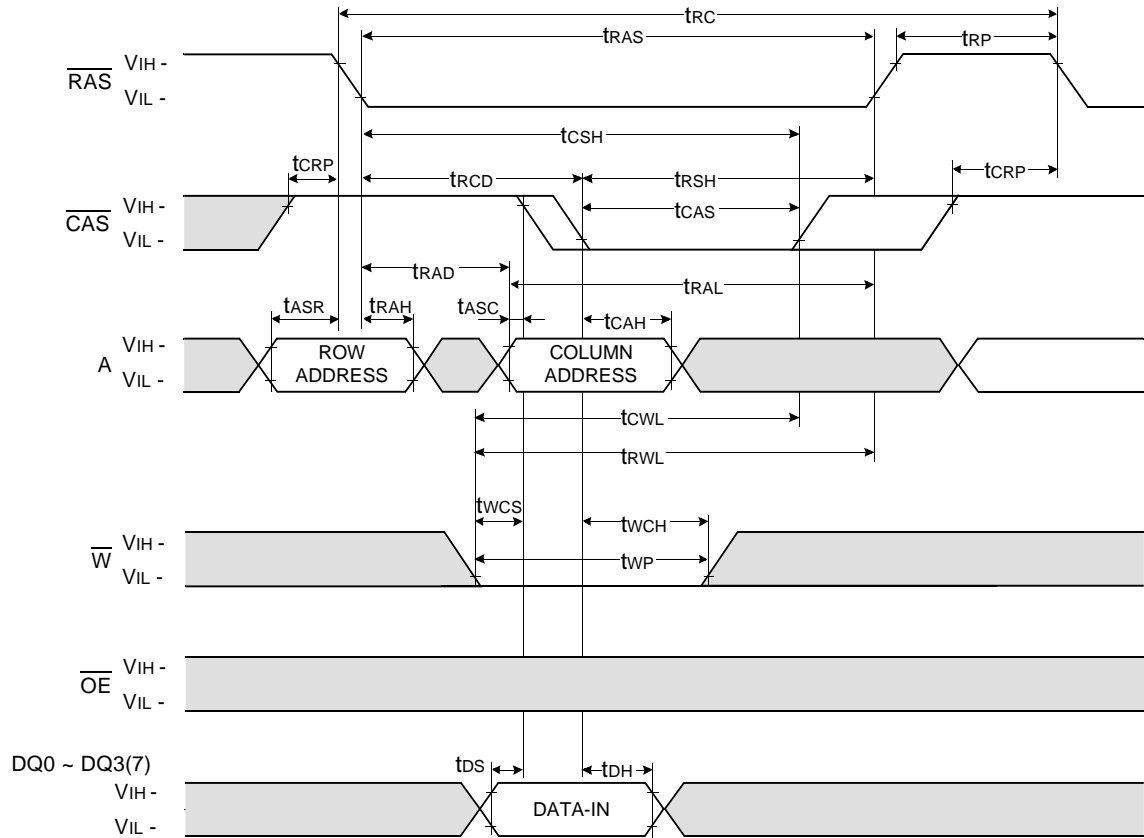 tRC
tRAS
tRP
RAS
VIH -
VIL -
tCSH
tCRP
tRCD
tRSH
tCRP
CAS
VIH -
VIL -
tCAS
tRAD
tRAL
tASR
tRAH
tASC
tCAH
A
VIH -
VIL -
ROW
ADDRESS
COLUMN
ADDRESS
tCWL
tRWL
tWCS
tWCH
W
VIH -
VIL -
tWP
OE
VIH -
VIL -
DQ0 ~ DQ3(7)
tDS
tDH
VIH -
VIL -
DATA-IN